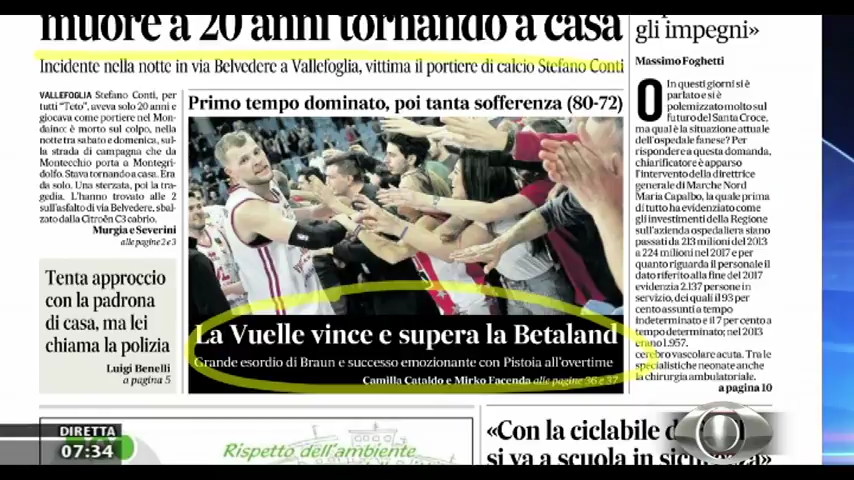 muore a 20 anni tornando a casa
Incidente nella notte in via Belvedere a Vallefoglia, vittima il portiere di calcio Stefano Conti
VALLEFOGLIA Stefano Conti, per
tutti "Teto", aveva solo 20 anni e
giocava come portiere nel Mon-
daino: è morto sul colpo, nella
notte tra sabato e domenica, sul-
la strada di campagna che da
Montecchio porta a Montegri-
dolfo. Stava tornando a casa. Era
da solo. Una sterzata, poi la tra-
gedia. L'hanno trovato alle 2
sull'asfalto di via Belvedere, sbal-
zato dalla Citroën C3 cabrio.
Murgia e Severini
alle pagine 2 e 3
Tenta approccio
con la padrona
di casa, ma lei
chiama la polizia
Luigi Benelli
a pagina 5
Primo tempo dominato, poi tanta sofferenza (80-72)
La Vuelle vince e supera la Betaland
Grande esordio di Braun e successo emozionante con Pistoia all'overtime
Camilla Cataldo e Mirko Facenda alle pagine 36 e 37
gli impegni»
Massimo Foghetti
O In questi giorni si è
parlato e si è
polemizzato molto sul
futuro del Santa Croce,
ma qual è la situazione attuale
dell'ospedale fanese? Per
rispondere a questa domanda,
chiarificatore è apparso
l'intervento della direttrice
generale di Marche Nord
Maria Capalbo, la quale prima
di tutto ha evidenziato come
gli investimenti della Regione
sull'azienda ospedaliera siano
passati da 213 milioni del 2013
a 224 milioni nel 2017 e per
quanto riguarda il personale il
dato riferito alla fine del 2017
evidenzia 2.137 persone in
servizio, dei quali il 93 per
cento assunti a tempo
indeterminato e il 7 per cento a
tempo determinato; nel 2013
erano 1.957.
cerebrovascolare acuta. Tra le
specialistiche neonate anche
la chirurgia ambulatoriale.
a pagina 10
DIRETTA
07:34
Rispetto dell'ambiente
«Con la ciclabile
si va a scuola in sicurezza»